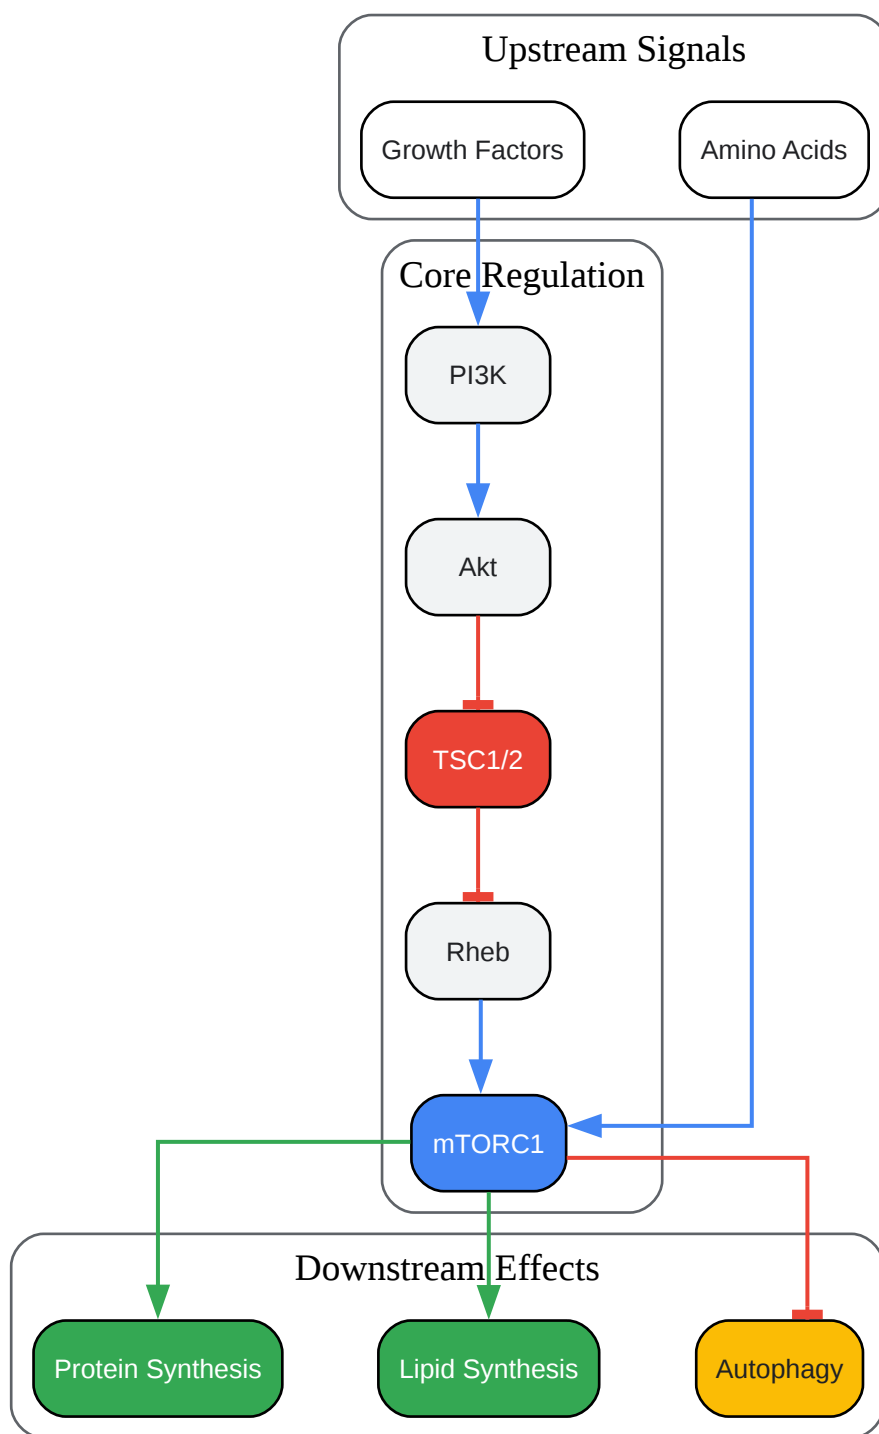 Upstream Signals
Growth Factors
Amino Acids
Core Regulation
PI3K
Akt
TSC1/2
Rheb
mTORC1
Downstream Effects
Protein Synthesis
Lipid Synthesis
Autophagy